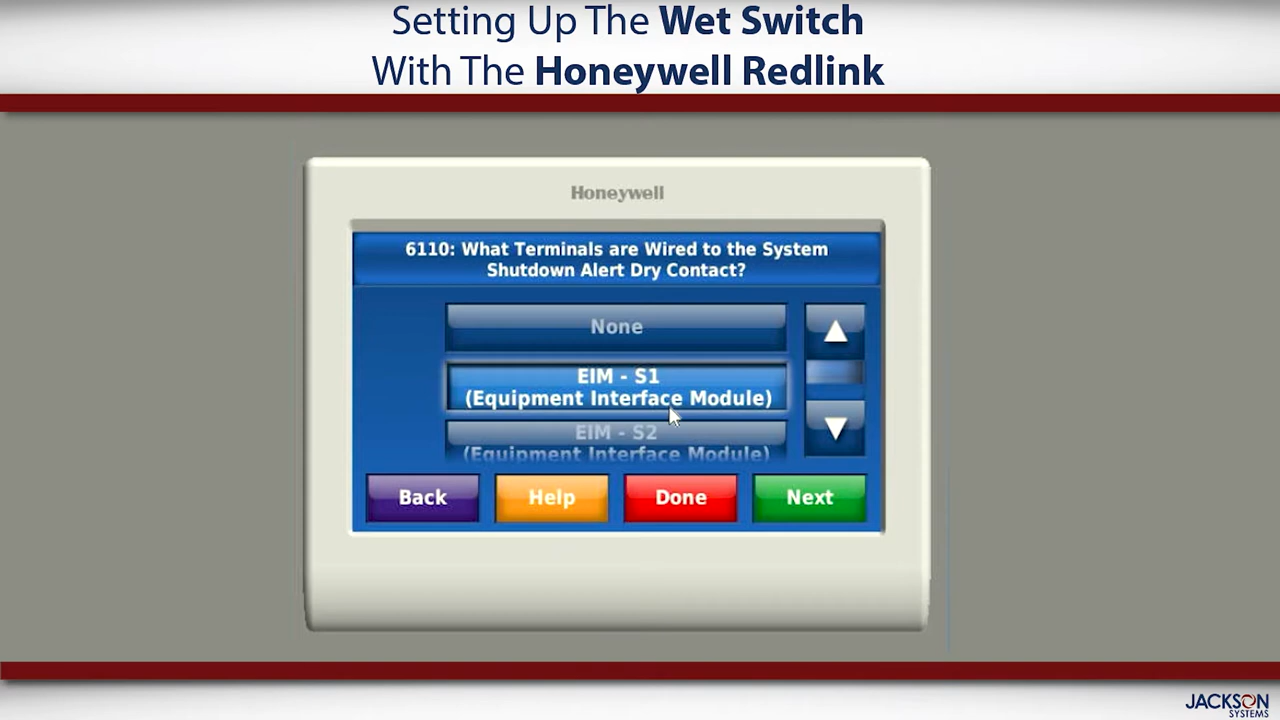 Setting Up The Wet Switch
With The Honeywell Redlink
Honeywell
6110: What Terminals are Wired to the System
Shutdown Alert Dry Contact?
None
EIM - S1
(Equipment Interface Module)
EIM - S2
(Equipment Interface Module)
Back Help Done Next
JACKSON
SYSTEMS